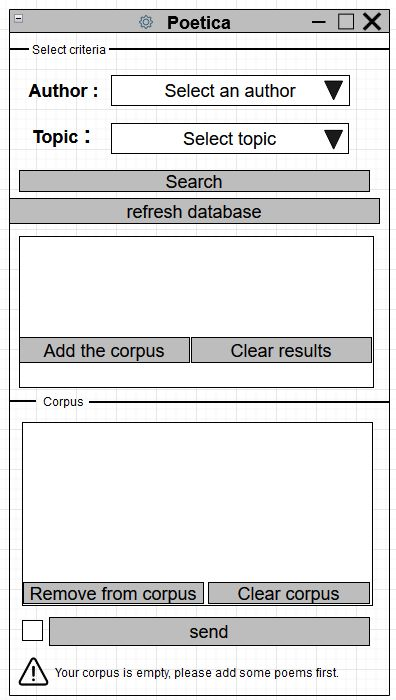 Poetica
Select criteria
Author : Select an author
Topic : Select topic
Search
refresh database
Add the corpus Clear results
Corpus
Remove from corpus Clear corpus
send
Your corpus is empty, please add some poems first.